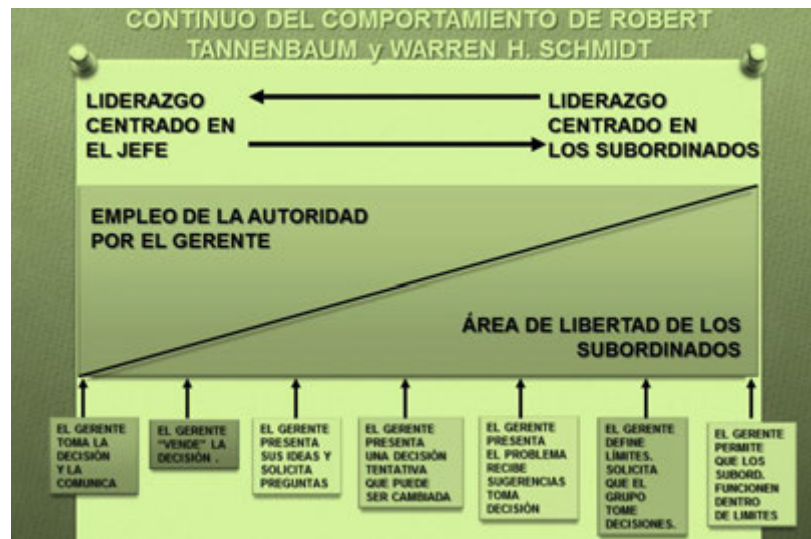 CONTINUO DEL COMPORTAMIENTO DE ROBERT
TANNENBAUM y WARREN H. SCHMIDT
LIDERAZGO
CENTRADO EN
EL JEFE
LIDERAZGO
CENTRADO EN
LOS SUBORDINADOS
EMPLEO DE LA AUTORIDAD
POR EL GERENTE
ÁREA DE LIBERTAD DE LOS
SUBORDINADOS
EL GERENTE
TOMA LA
DECISIÓN
Y LA
COMUNICA
EL GERENTE
“VENDE” LA
DECISIÓN .
EL GERENTE
PRESENTA
SUS IDEAS Y
SOLICITA
PREGUNTAS
EL GERENTE
PRESENTA
UNA DECISIÓN
TENTATIVA
QUE PUEDE
SER CAMBIADA
EL GERENTE
PRESENTA
EL PROBLEMA
RECIBE
SUGERENCIAS
TOMA
DECISIÓN
EL GERENTE
DEFINE
LÍMITES.
SOLICITA
QUE EL
GRUPO
TOME
DECISIONES.
EL GERENTE
PERMITE
QUE LOS
SUBORD.
FUNCIONEN
DENTRO
DE LIMITES